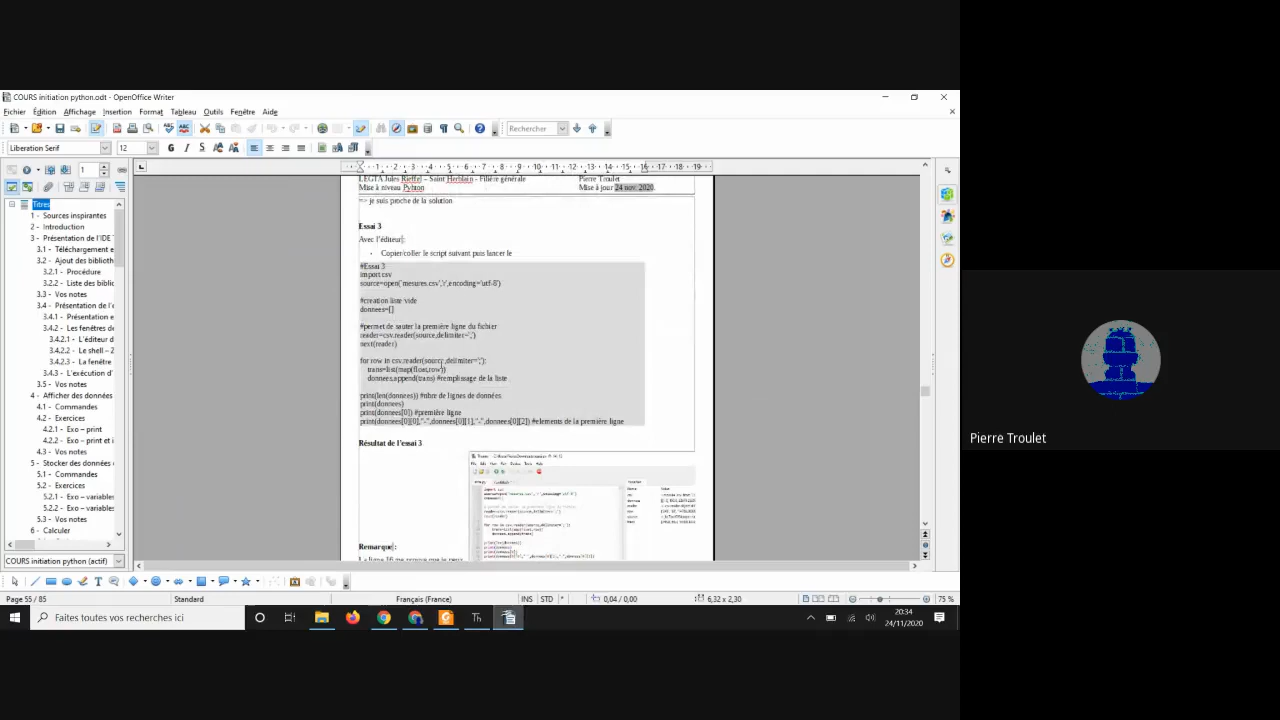 COURS initiation python.odt - OpenOffice Writer
Fichier Édition Affichage Insertion Format Tableau Outils Fenêtre Aide
Rechercher
Liberation Serif 12
1
Titres
1 - Sources inspirantes
2 - Introduction
3 - Présentation de l'IDE
3.1 - Téléchargement e
3.2 - Ajout des biblioth
3.2.1 - Procédure
3.2.2 - Liste des biblic
3.3 - Vos notes
3.4 - Présentation de l'e
3.4.1 - Présentation
3.4.2 - Les fenêtres de
3.4.2.1 - L'éditeur d
3.4.2.2 - Le shell – 2
3.4.2.3 - La fenêtre
3.4.3 - L'exécution d'
3.5 - Vos notes
4 - Afficher des données
4.1 - Commandes
4.2 - Exercices
4.2.1 - Exo – print
4.2.2 - Exo – print et i
4.3 - Vos notes
5 - Stocker des données
5.1 - Commandes
5.2 - Exercices
5.2.1 - Exo – variables
5.2.2 - Exo – variables
5.3 - Vos notes
6 - Calculer
COURS initiation python (actif)
LEGTA Jules Rieffel – Saint Herblain - Filière générale Pierre Troulet
Mise à niveau Pyhton Mise à jour 24 nov. 2020.
=> je suis proche de la solution
Essai 3
Avec l'éditeur:
• Copier/coller le script suivant puis lancer le
#Essai 3
import csv
source=open('mesures.csv','r',encoding='utf-8')
#creation liste vide
donnees=[]
#permet de sauter la première ligne du fichier
reader=csv.reader(source,delimiter=',')
next(reader)
for row in csv.reader(source,delimiter=';'):
trans=list(map(float,row))
donnees.append(trans) #remplissage de la liste
print(len(donnees)) #nbre de lignes de données
print(donnees)
print(donnees[0]) #première ligne
print(donnees[0][0],"-",donnees[0][1],"-",donnees[0][2]) #elements de la première ligne
Résultat de l'essai 3
Remarque :
Page 55 / 85 Standard Français (France) INS STD * 0,04 / 0,00 6,32 x 2,30 75 %
Faites toutes vos recherches ici
Th
20:34
24/11/2020
Pierre Troulet